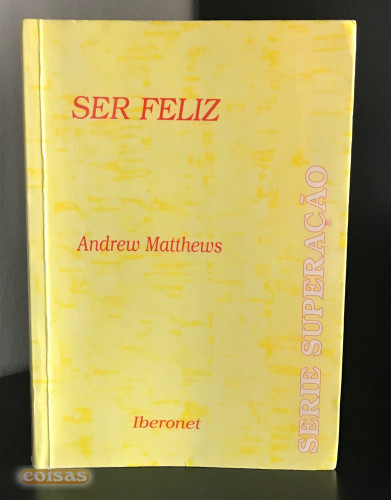 SER FELIZ
Andrew Matthews
SERIE SUPERAÇÃO
Iberonet
coisas